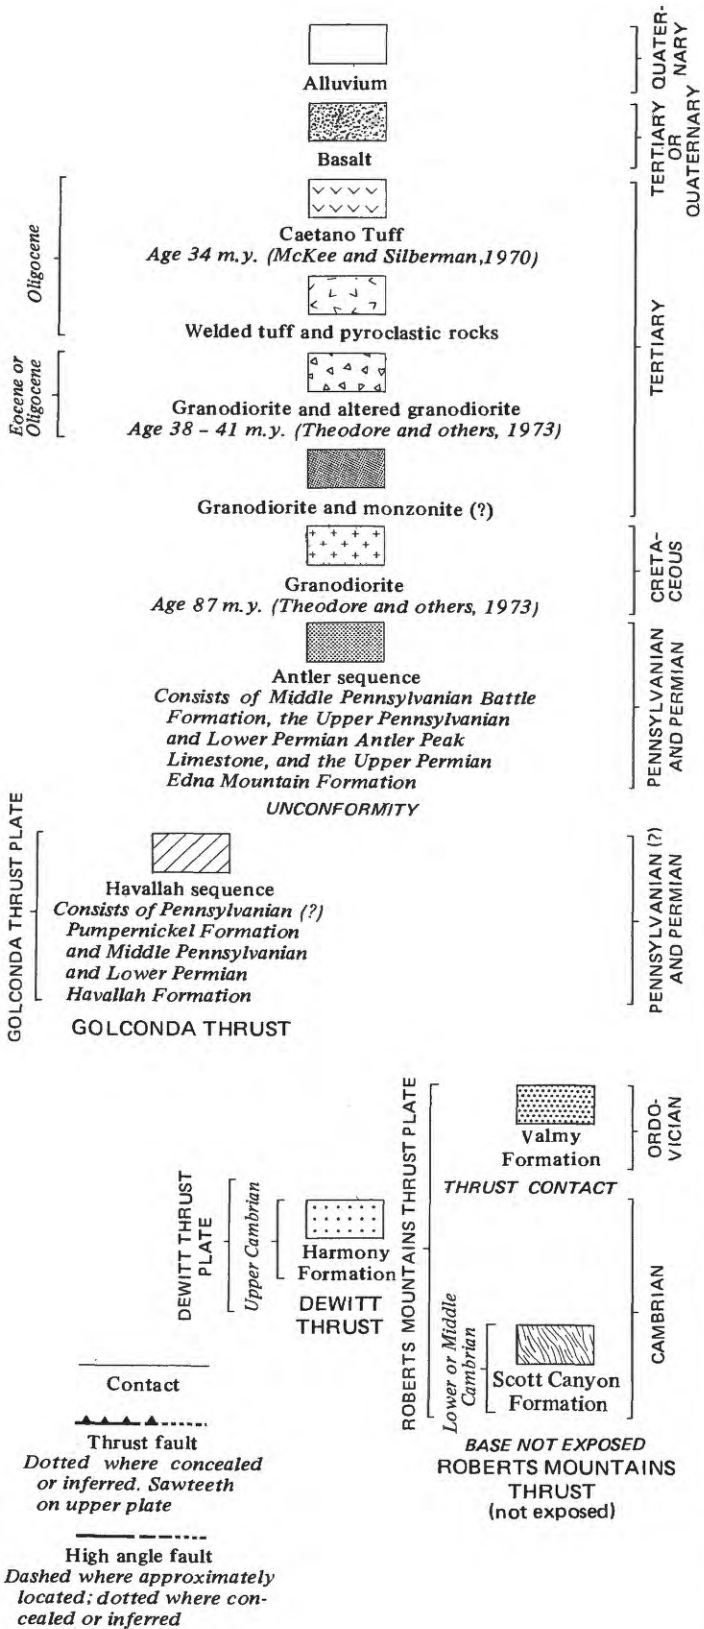 Alluvium
QUATER-
NARY
Basalt
TERTIARY
OR
QUATERNARY
Oligocene
Caetano Tuff
Age 34 m.y. (McKee and Silberman,1970)
Welded tuff and pyroclastic rocks
Eocene or
Oligocene
Granodiorite and altered granodiorite
Age 38 – 41 m.y. (Theodore and others, 1973)
Granodiorite and monzonite (?)
TERTIARY
Granodiorite
Age 87 m.y. (Theodore and others, 1973)
CRETA-
CEOUS
Antler sequence
Consists of Middle Pennsylvanian Battle
Formation, the Upper Pennsylvanian
and Lower Permian Antler Peak
Limestone, and the Upper Permian
Edna Mountain Formation
PENNSYLVANIAN
AND PERMIAN
UNCONFORMITY
GOLCONDA THRUST PLATE
Havallah sequence
Consists of Pennsylvanian (?)
Pumpernickel Formation
and Middle Pennsylvanian
and Lower Permian
Havallah Formation
PENNSYLVANIAN (?)
AND PERMIAN
GOLCONDA THRUST
ROBERTS MOUNTAINS THRUST PLATE
Valmy
Formation
ORDO-
VICIAN
THRUST CONTACT
DEWITT THRUST
PLATE
Upper Cambrian
Harmony
Formation
DEWITT
THRUST
Lower or Middle
Cambrian
Scott Canyon
Formation
CAMBRIAN
BASE NOT EXPOSED
ROBERTS MOUNTAINS
THRUST
(not exposed)
Contact
Thrust fault
Dotted where concealed
or inferred. Sawteeth
on upper plate
High angle fault
Dashed where approximately
located; dotted where con-
cealed or inferred